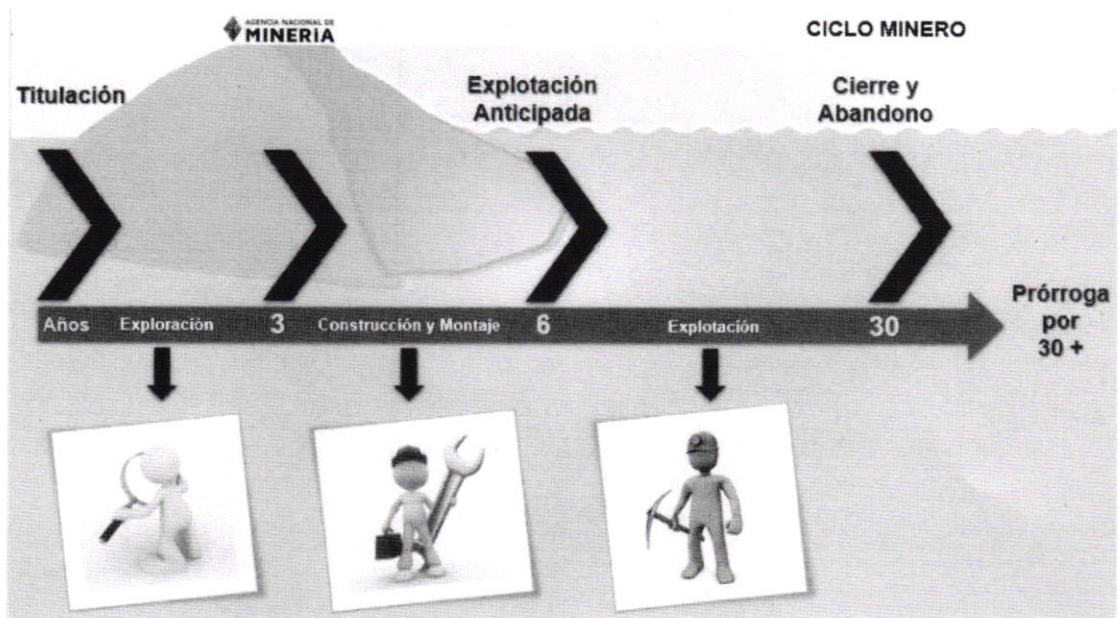 AGENCIA NACIONAL DE
MINERÍA
CICLO MINERO
Titulación
Explotación
Anticipada
Cierre y
Abandono
Años Exploración 3 Construcción y Montaje 6 Explotación 30
Prórroga
por
30 +